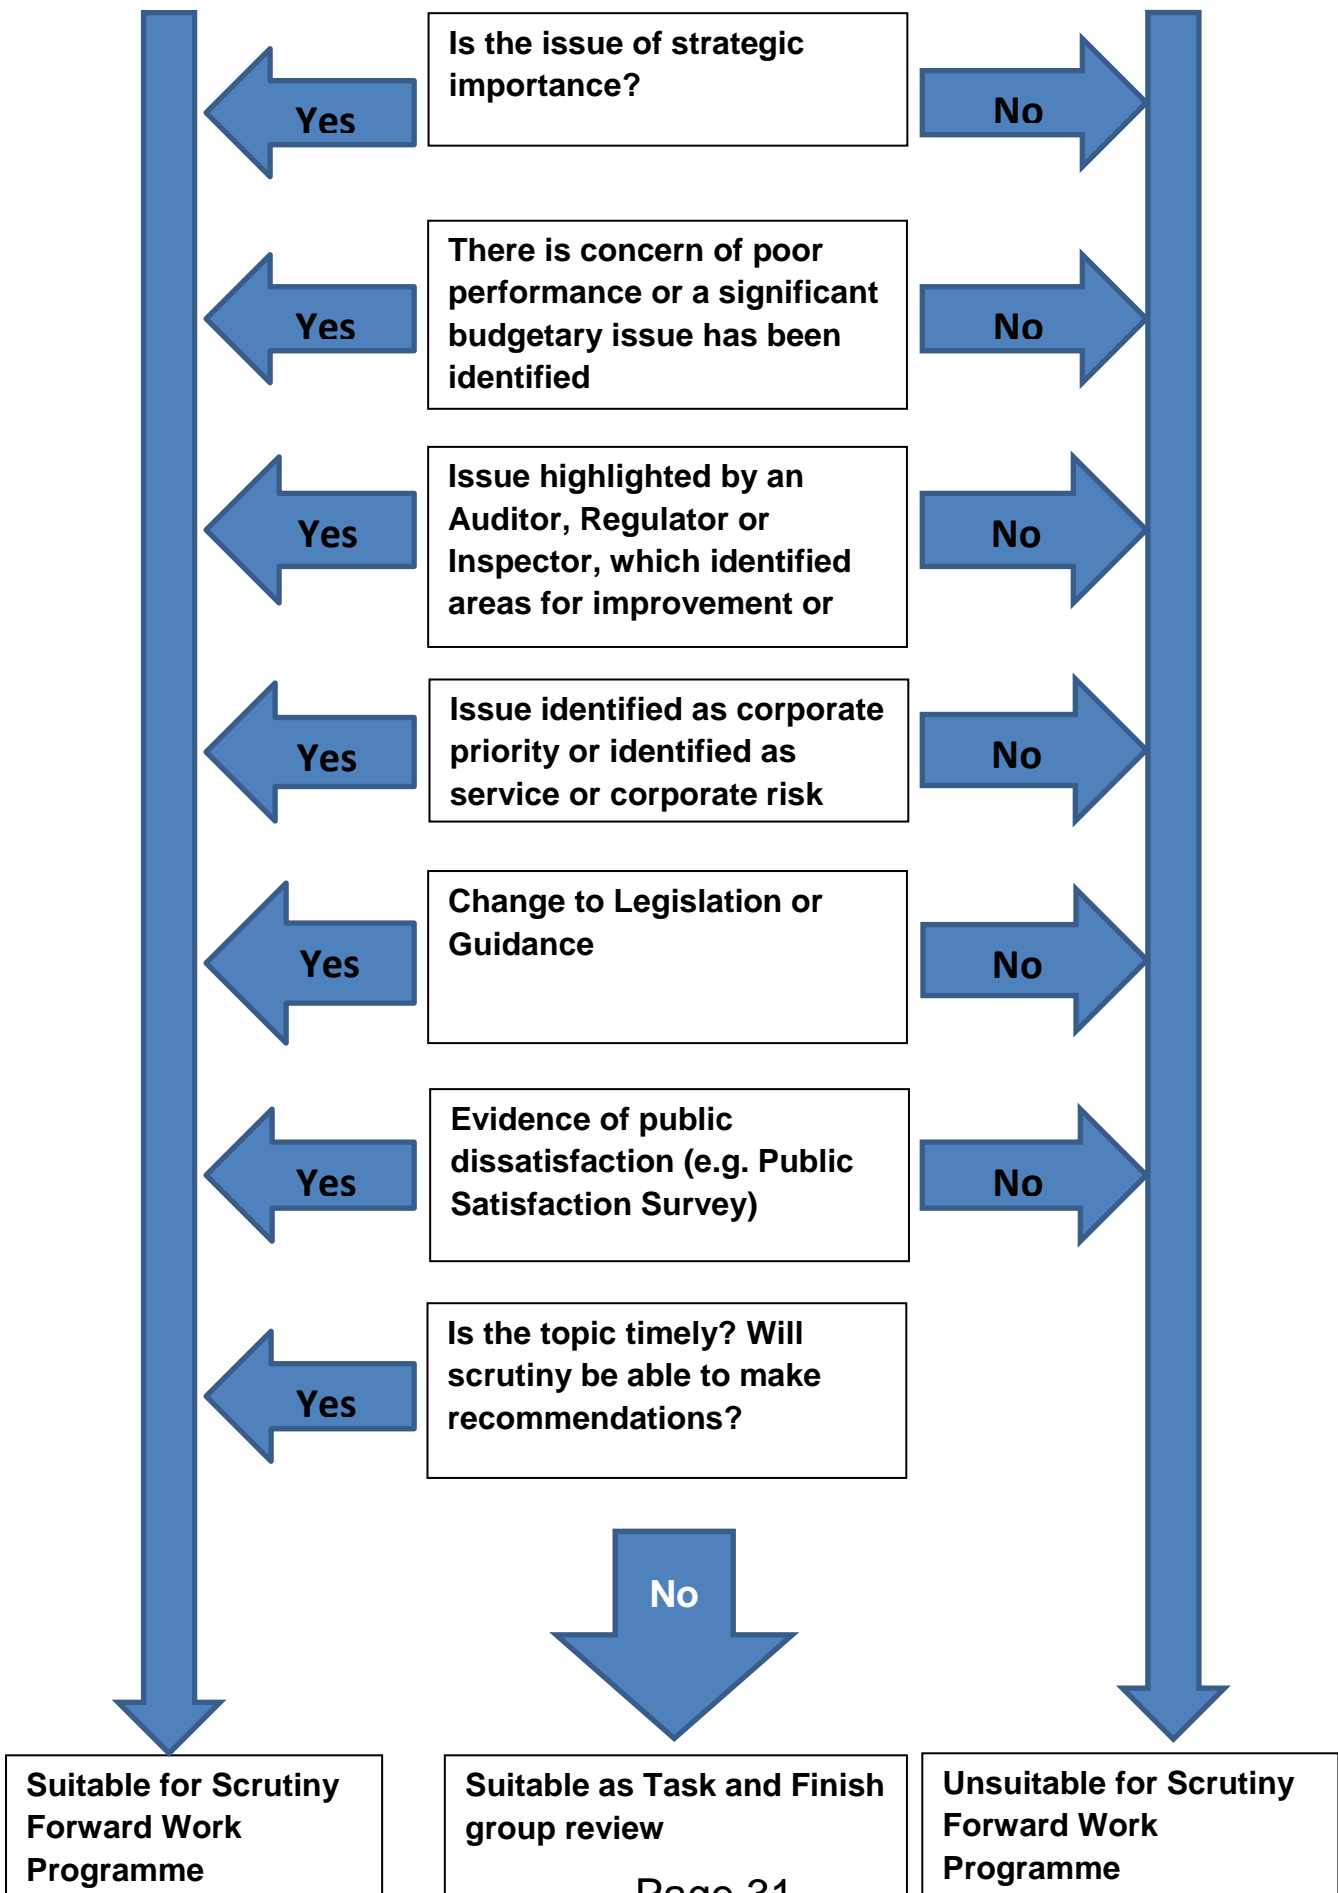 Is the issue of strategic
importance?
Yes
No
There is concern of poor
performance or a significant
budgetary issue has been
identified
Yes
No
Issue highlighted by an
Auditor, Regulator or
Inspector, which identified
areas for improvement or
Yes
No
Issue identified as corporate
priority or identified as
service or corporate risk
Yes
No
Change to Legislation or
Guidance
Yes
No
Evidence of public
dissatisfaction (e.g. Public
Satisfaction Survey)
Yes
No
Is the topic timely? Will
scrutiny be able to make
recommendations?
Yes
No
Suitable for Scrutiny
Forward Work
Programme
Suitable as Task and Finish
group review
Unsuitable for Scrutiny
Forward Work
Programme
Page 31